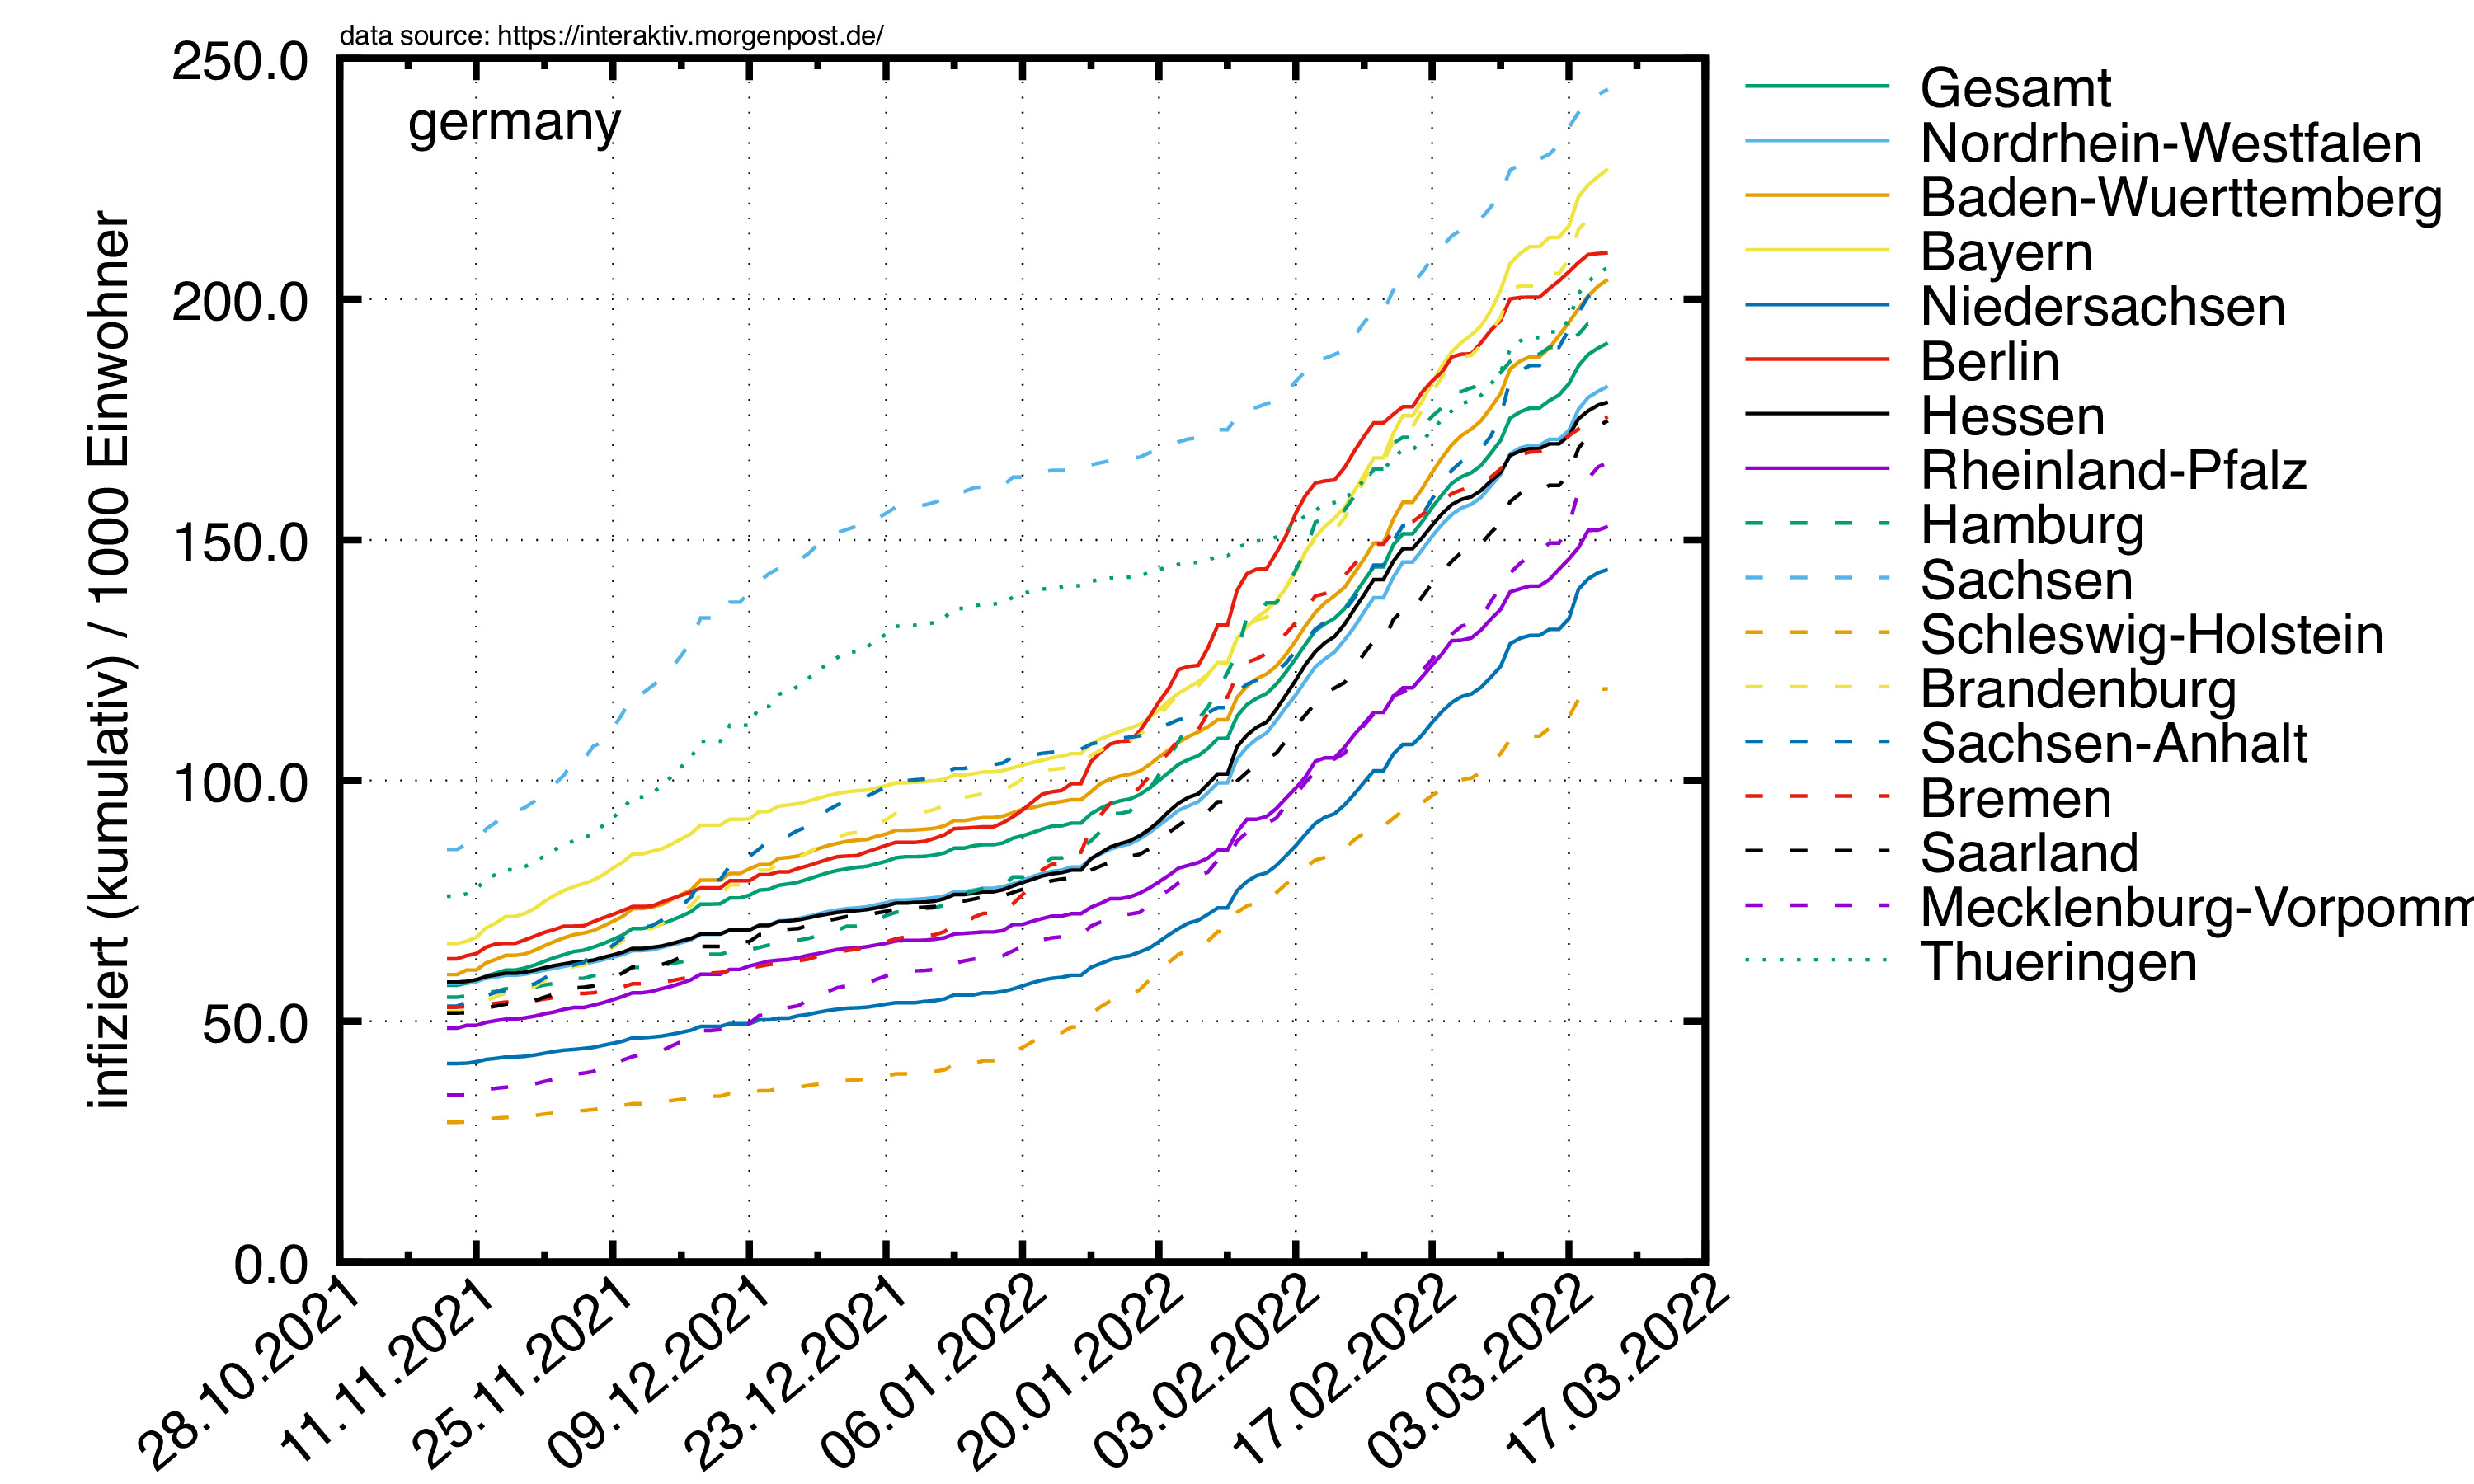 data source: https://interaktiv.morgenpost.de/
250.0
200.0
150.0
100.0
50.0
0.0
infiziert (kumulativ) / 1000 Einwohner
germany
28.10.2021
11.11.2021
25.11.2021
09.12.2021
23.12.2021
06.01.2022
20.01.2022
03.02.2022
17.02.2022
03.03.2022
17.03.2022
Gesamt
Nordrhein-Westfalen
Baden-Wuerttemberg
Bayern
Niedersachsen
Berlin
Hessen
Rheinland-Pfalz
Hamburg
Sachsen
Schleswig-Holstein
Brandenburg
Sachsen-Anhalt
Bremen
Saarland
Mecklenburg-Vorpomm
Thueringen